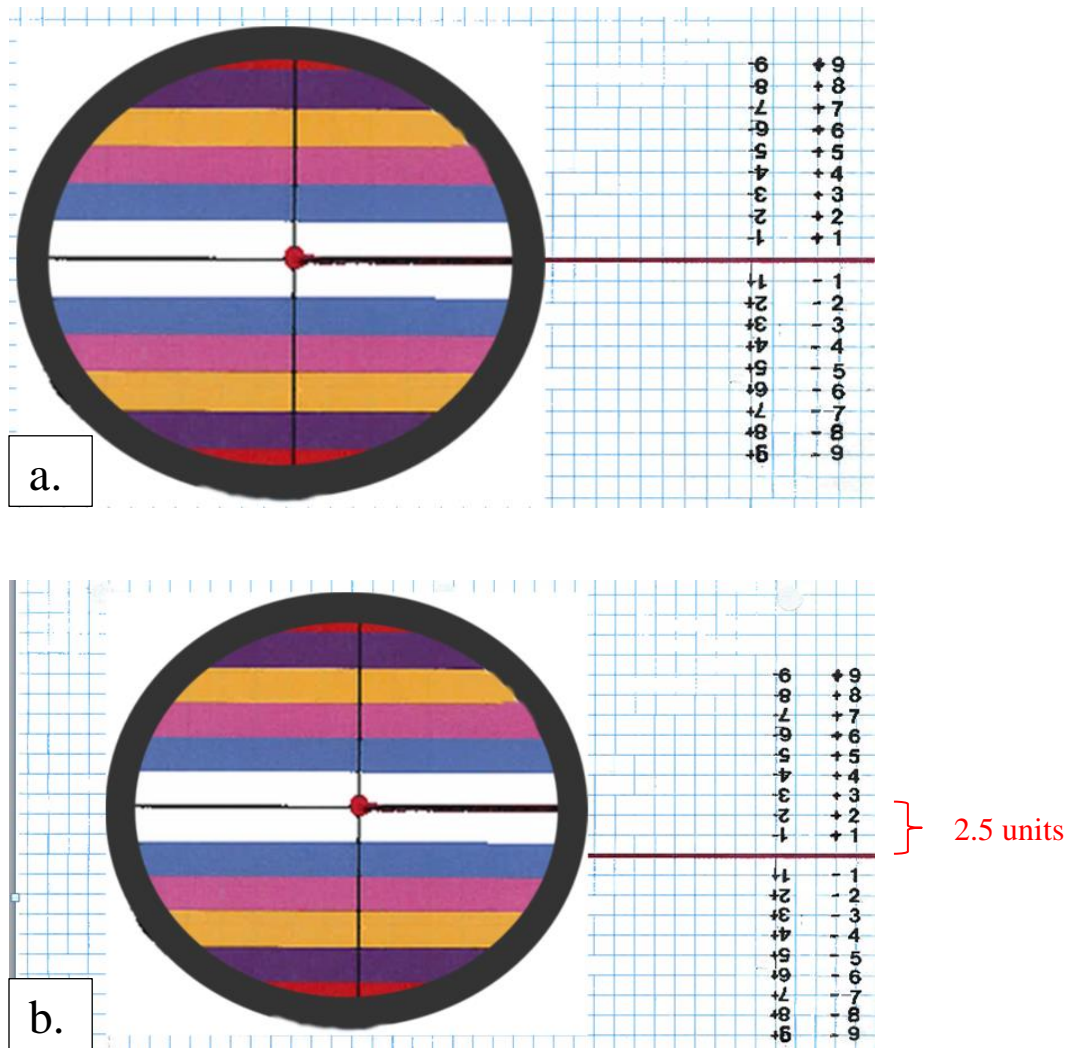 -9 + 9
-8 + 8
-7 + 7
-6 + 6
-5 + 5
-4 + 4
-3 + 3
-2 + 2
-1 + 1
+1 - 1
+2 - 2
+3 - 3
+4 - 4
+5 - 5
+6 - 6
+7 - 7
+8 - 8
+9 - 9
a.
-9 + 9
-8 + 8
-7 + 7
-6 + 6
-5 + 5
-4 + 4
-3 + 3
-2 + 2
-1 + 1
2.5 units
+1 - 1
+2 - 2
+3 - 3
+4 - 4
+5 - 5
+6 - 6
+7 - 7
+8 - 8
+9 - 9
b.